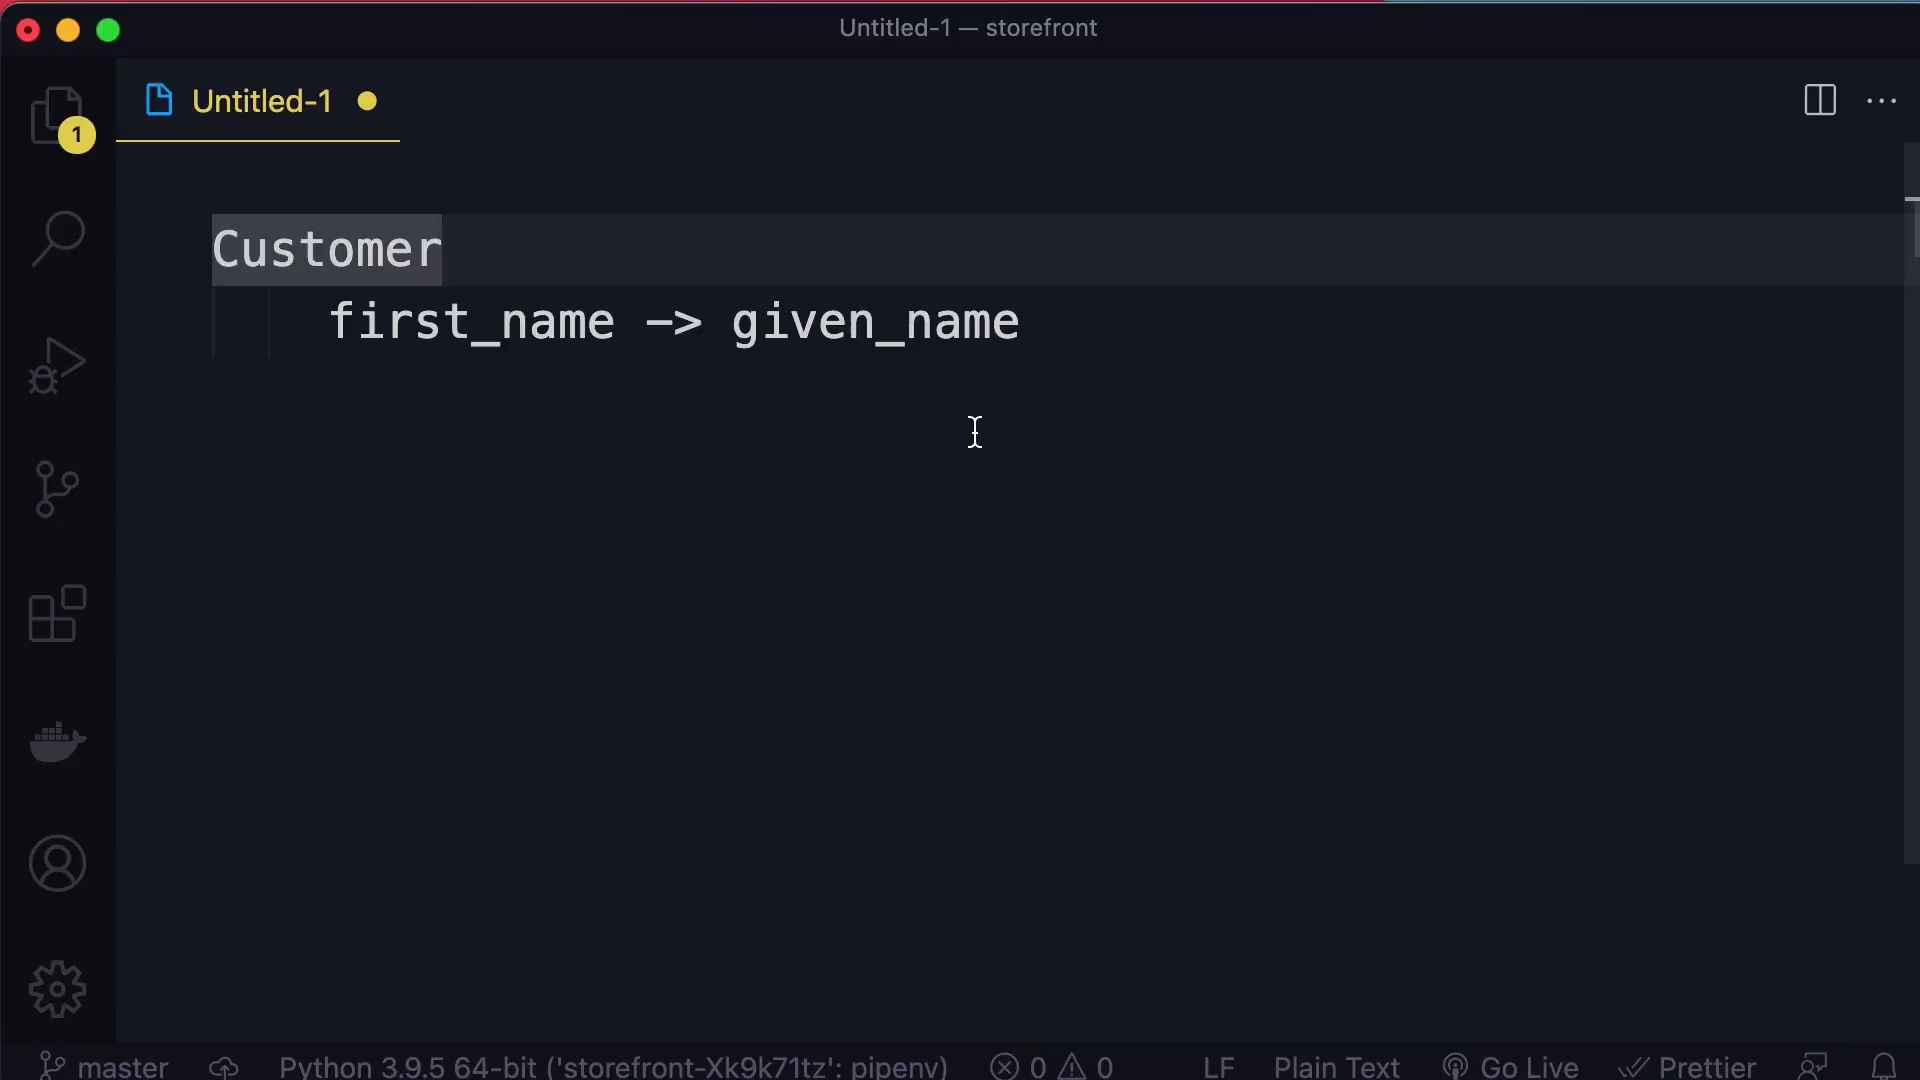 Untitled-1 — storefront
Untitled-1
1
Customer
first_name -> given_name
master Python 3.9.5 64-bit ('storefront-Xk9k71tz': pipenv) 0 0 LF Plain Text Go Live Prettier